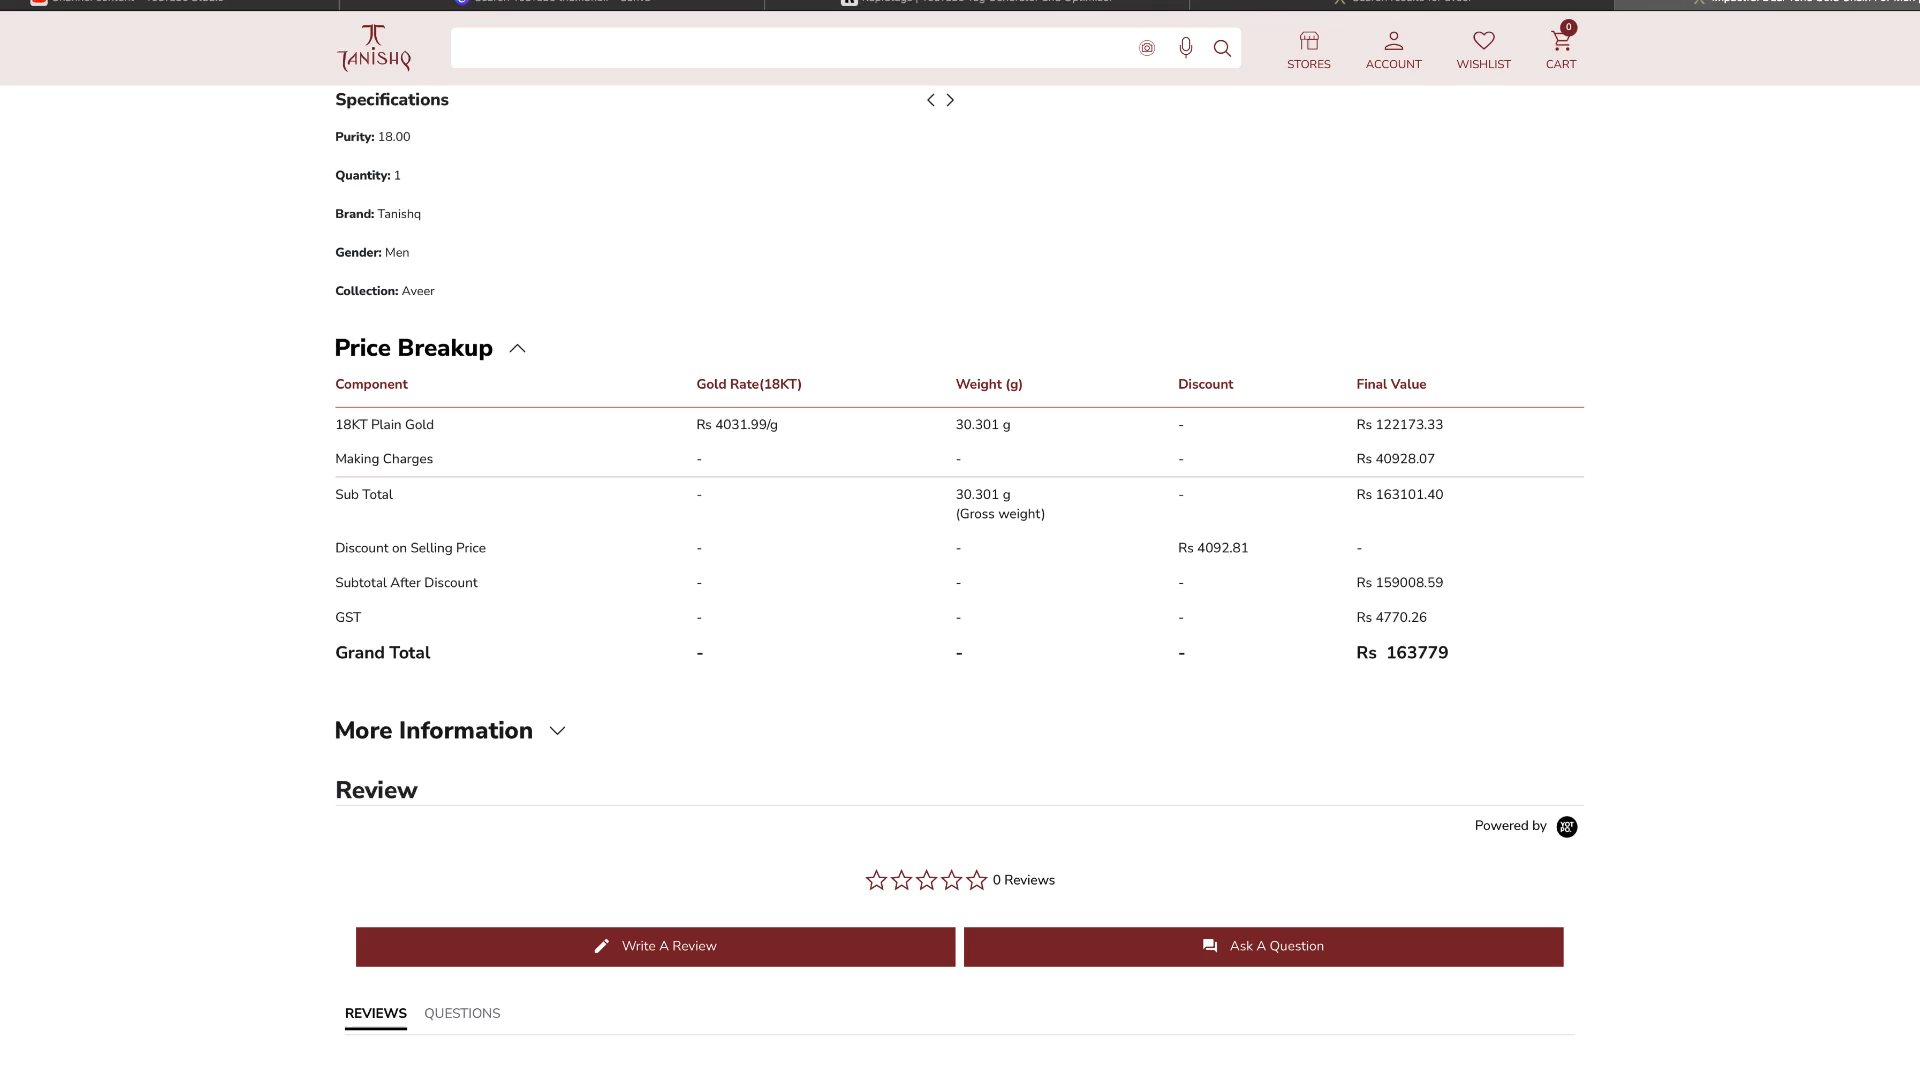 TANISHQ
STORES
ACCOUNT
WISHLIST
0
CART
Specifications
Purity: 18.00
Quantity: 1
Brand: Tanishq
Gender: Men
Collection: Aveer
Price Breakup
Component Gold Rate(18KT) Weight (g) Discount Final Value
18KT Plain Gold Rs 4031.99/g 30.301 g - Rs 122173.33
Making Charges - - - Rs 40928.07
Sub Total - 30.301 g - Rs 163101.40
(Gross weight)
Discount on Selling Price - - Rs 4092.81 -
Subtotal After Discount - - - Rs 159008.59
GST - - - Rs 4770.26
Grand Total - - - Rs 163779
More Information
Review
Powered by YOTPO.
0 Reviews
Write A Review
Ask A Question
REVIEWS QUESTIONS